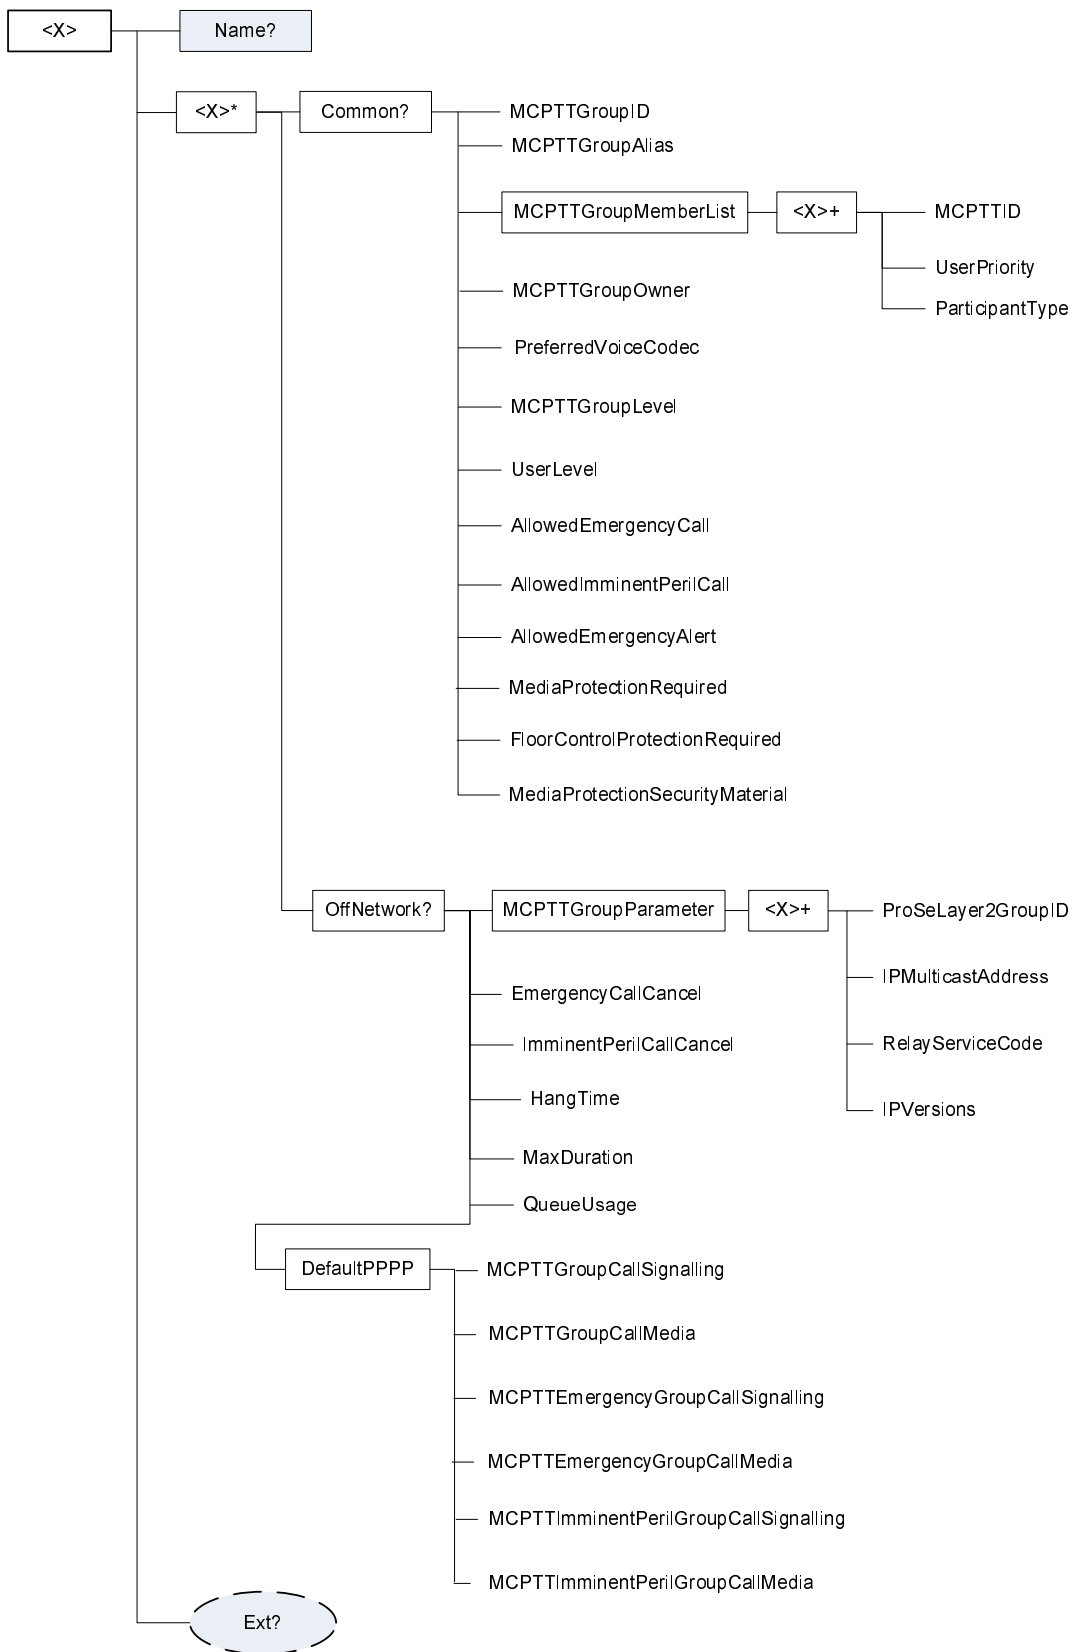 <X>
Name?
<X>*
Common?
MCPTTGroupID
MCPTTGroupAlias
MCPTTGroupMemberList
<X>+
MCPTTID
UserPriority
ParticipantType
MCPTTGroupOwner
PreferredVoiceCodec
MCPTTGroupLevel
UserLevel
AllowedEmergencyCall
AllowedImminentPerilCall
AllowedEmergencyAlert
MediaProtectionRequired
FloorControlProtectionRequired
MediaProtectionSecurityMaterial
OffNetwork?
MCPTTGroupParameter
<X>+
ProSeLayer2GroupID
IPMulticastAddress
RelayServiceCode
IPVersions
EmergencyCallCancel
ImminentPerilCallCancel
HangTime
MaxDuration
QueueUsage
DefaultPPPP
MCPTTGroupCallSignalling
MCPTTGroupCallMedia
MCPTTEmergencyGroupCallSignalling
MCPTTEmergencyGroupCallMedia
MCPTTImminentPerilGroupCallSignalling
MCPTTImminentPerilGroupCallMedia
Ext?